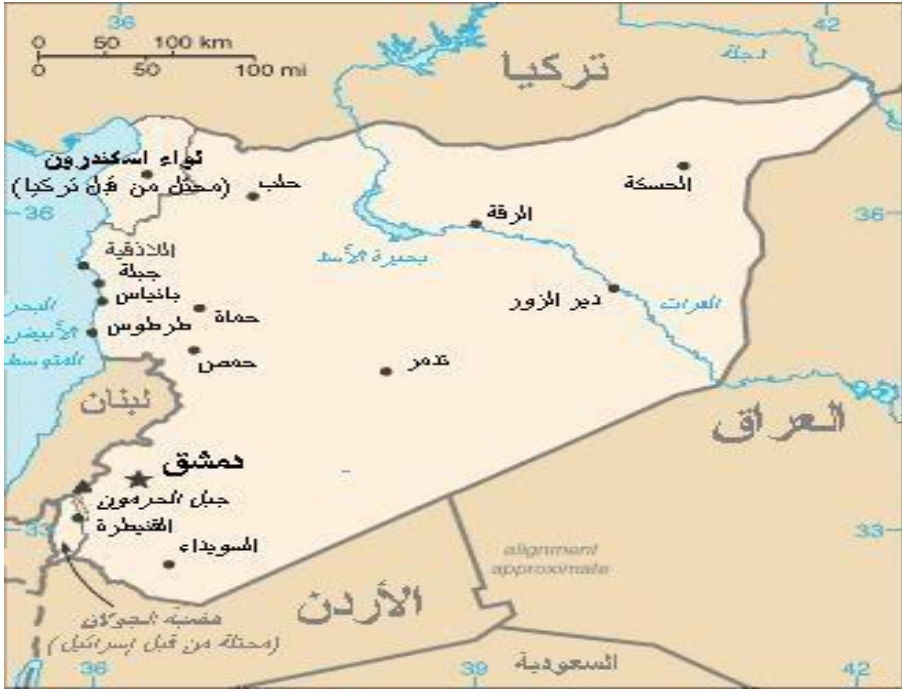 36
42
0 50 100 km
0 50 100 mi
تركيا
دجلة
لواء اسكندرون
(محتل من قبل تركيا)
حلب
الحسكة
36
36
الرقة
اللاذقية
بحيرة الأسد
جبلة
بانياس
دير الزور
الفرات
البحر
الأبيض
المتوسط
حماة
طرطوس
حمص
تدمر
لبنان
العراق
دمشق
جبل الحرمون
القنيطرة
33
33
السويداء
alignment
approximate
هضبة الجولان
(محتلة من قبل إسرائيل)
الأردن
السعودية
36
39
42